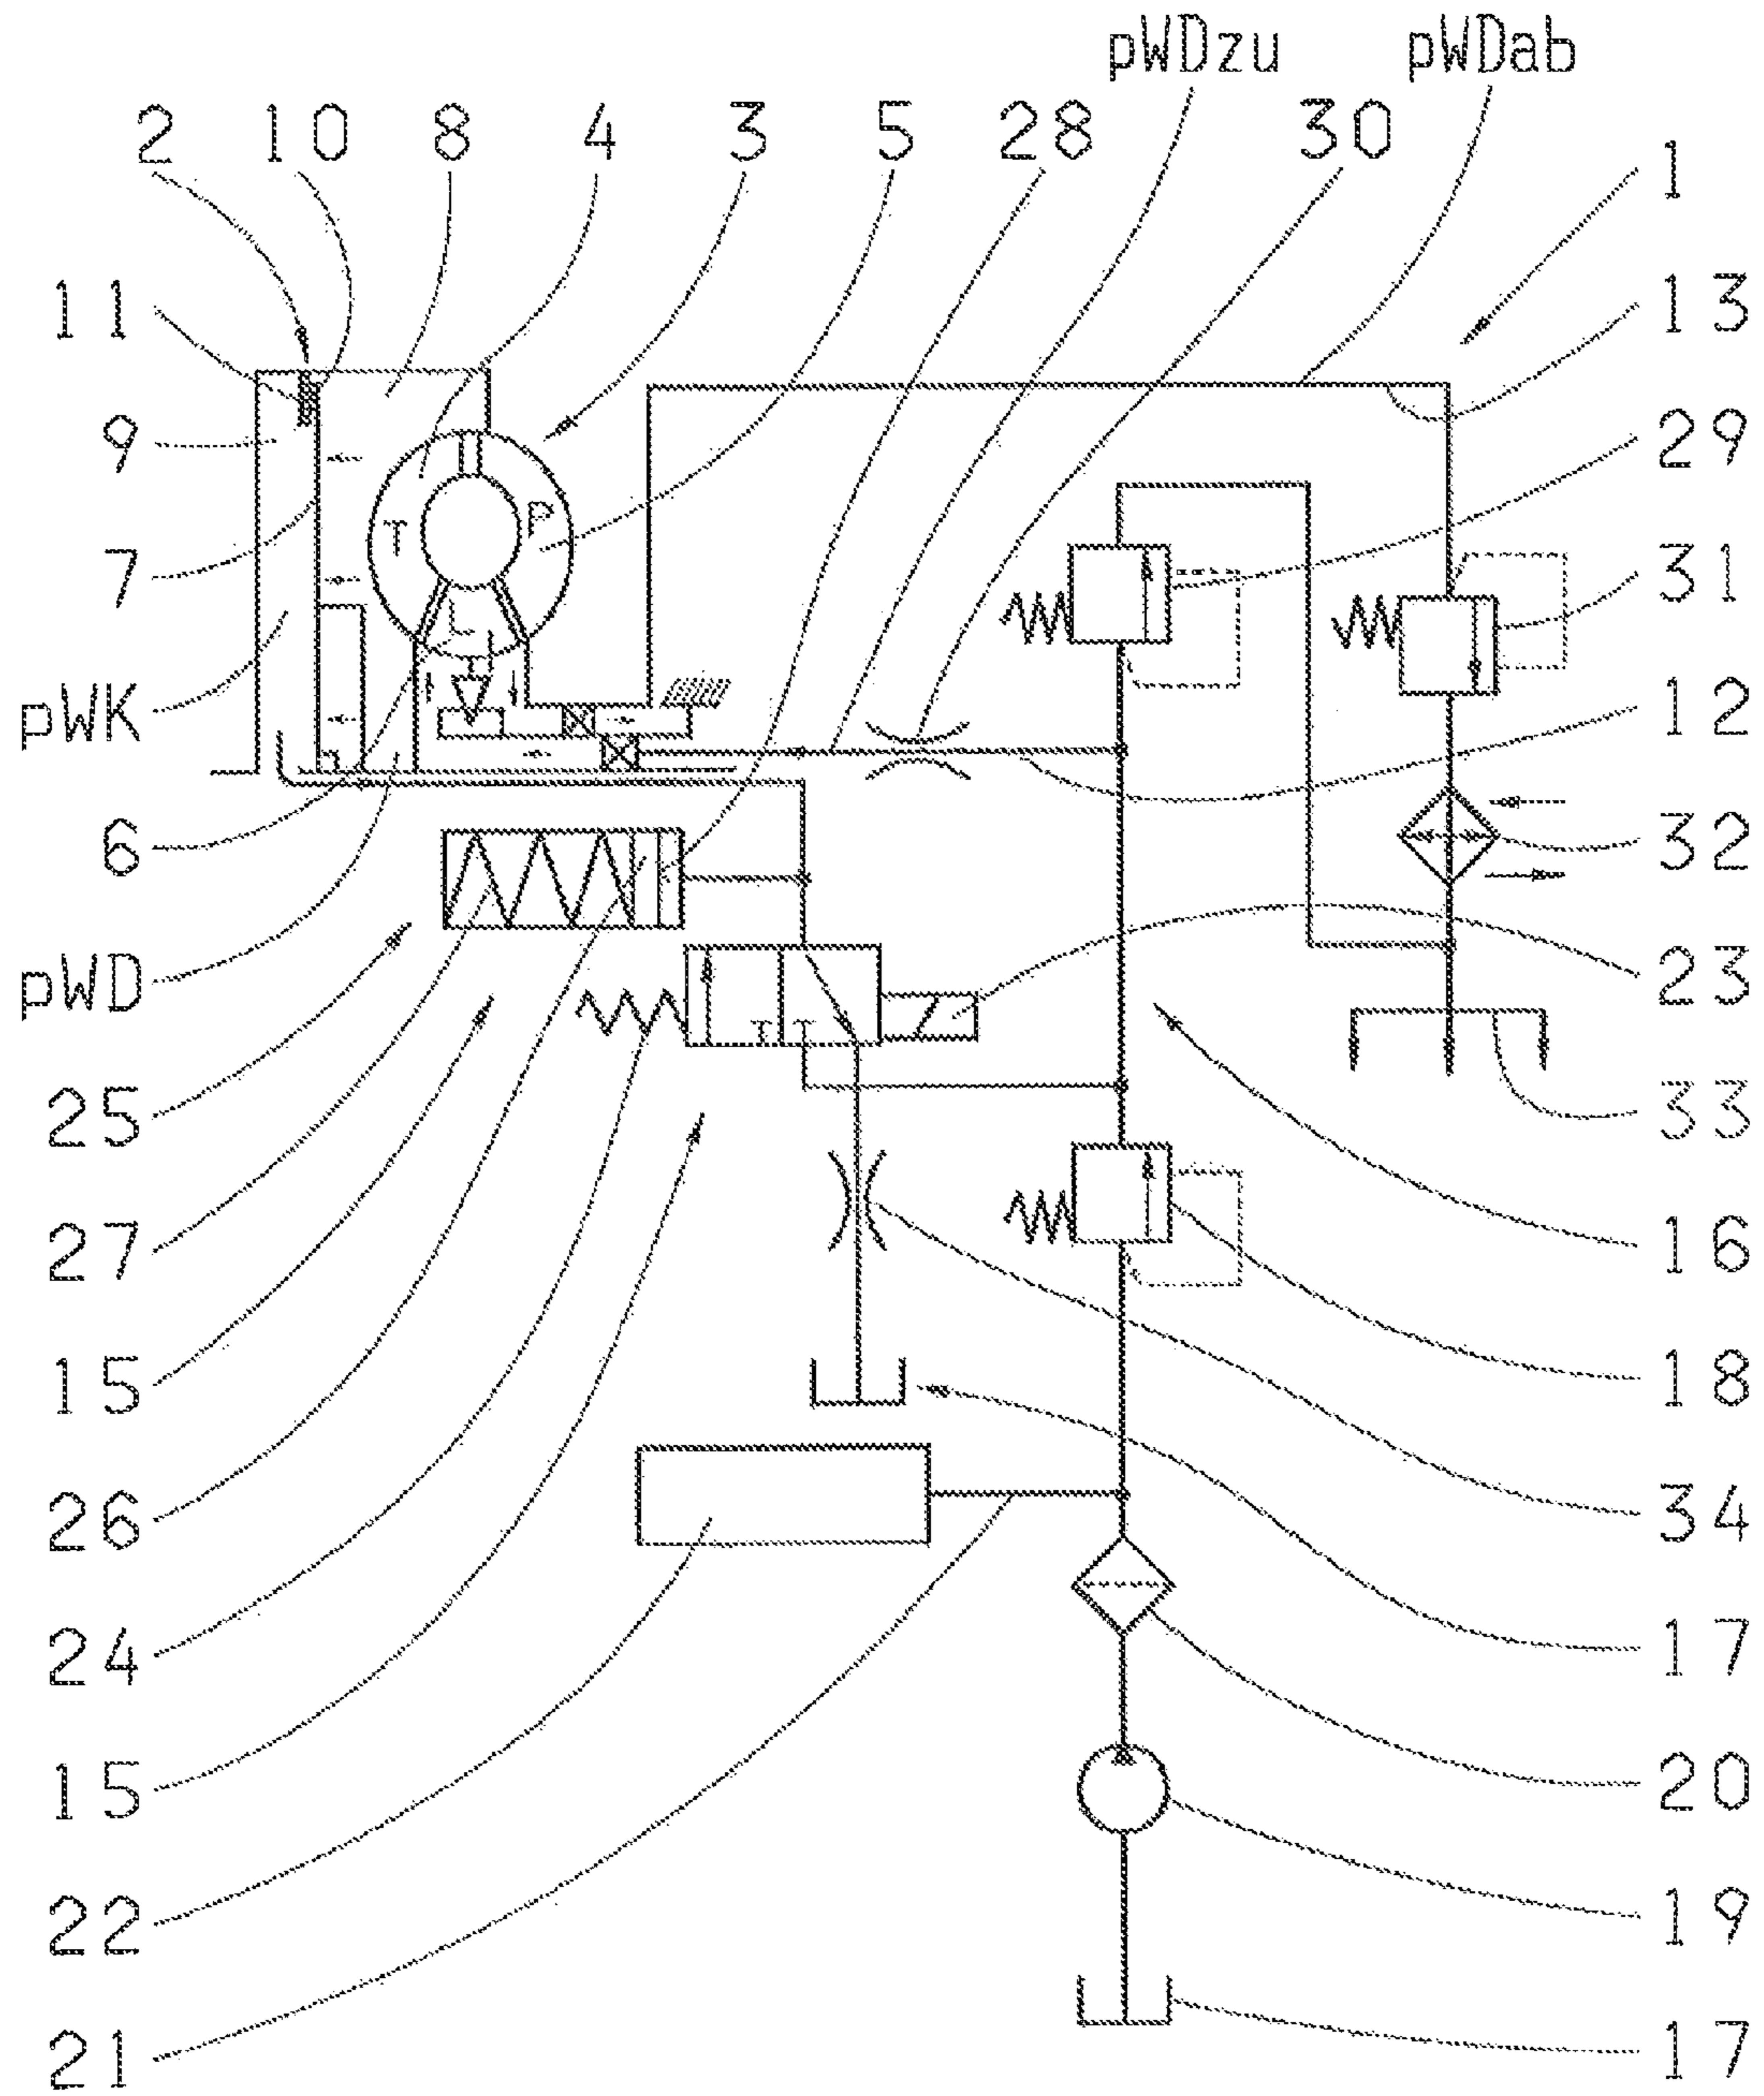 pWDzu pWDab
2 10 8 4 3 5 28 30 1
11 13
9 29
T P
7 31
L
pWK 12
6 32
pWD 23
25 33
T T
27 16
15 18
26 34
24 17
15 20
22 19
21 17